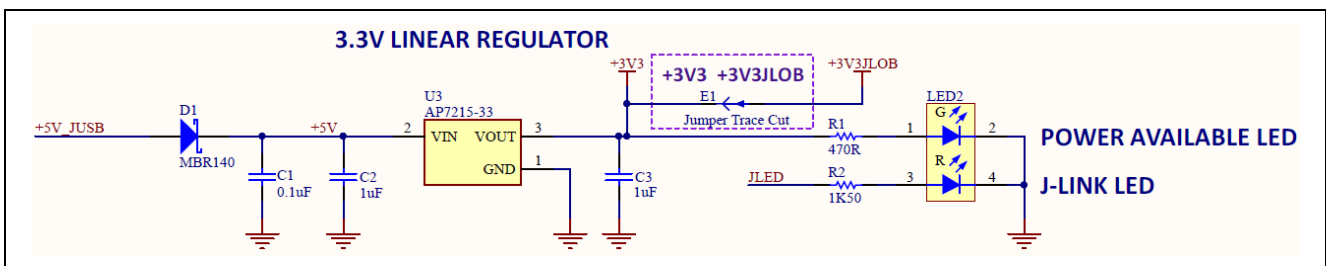 3.3V LINEAR REGULATOR
+3V3
+3V3 +3V3JLOB
+3V3JLOB
E1
Jumper Trace Cut
D1
+5V_JUSB
MBR140
+5V
U3
AP7215-33
2
VIN
VOUT
3
GND
1
C1
0.1uF
C2
1uF
C3
1uF
R1
470R
JLED
R2
1K50
LED2
1
G
2
3
R
4
POWER AVAILABLE LED
J-LINK LED